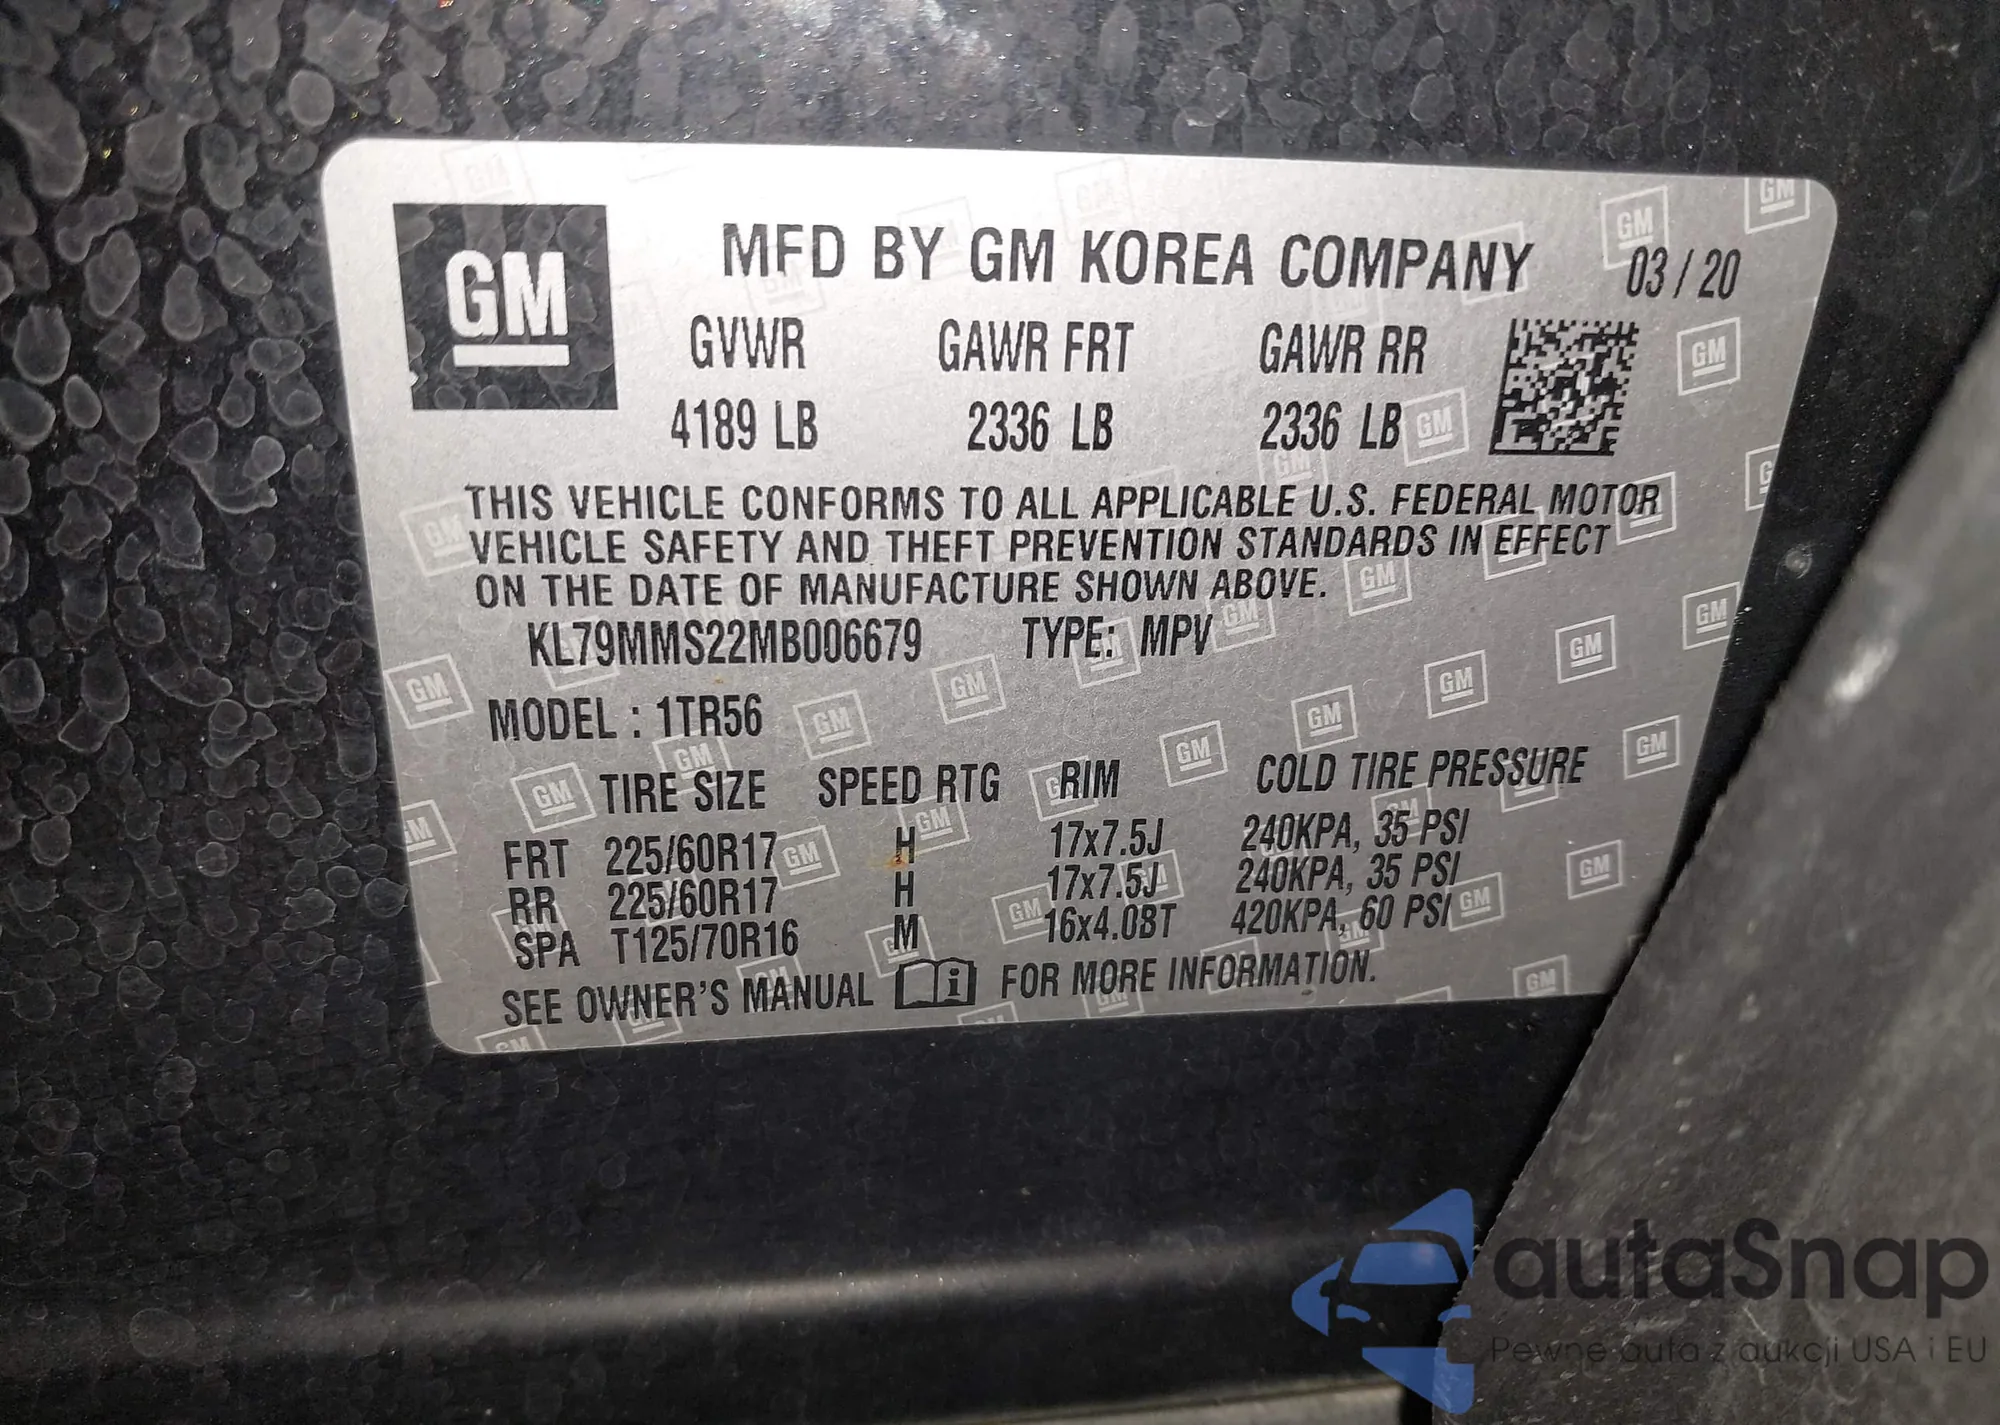 GM
MFD BY GM KOREA COMPANY 03 / 20
GVWR GAWR FRT GAWR RR
4189 LB 2336 LB 2336 LB
THIS VEHICLE CONFORMS TO ALL APPLICABLE U.S. FEDERAL MOTOR
VEHICLE SAFETY AND THEFT PREVENTION STANDARDS IN EFFECT
ON THE DATE OF MANUFACTURE SHOWN ABOVE.
KL79MMS22MB006679 TYPE: MPV
MODEL : 1TR56
TIRE SIZE SPEED RTG RIM COLD TIRE PRESSURE
FRT 225/60R17 H 17x7.5J 240KPA, 35 PSI
RR 225/60R17 H 17x7.5J 240KPA, 35 PSI
SPA T125/70R16 M 16x4.0BT 420KPA, 60 PSI
SEE OWNER'S MANUAL i FOR MORE INFORMATION.
autaSnap
Pewne auta z aukcji USA i EU